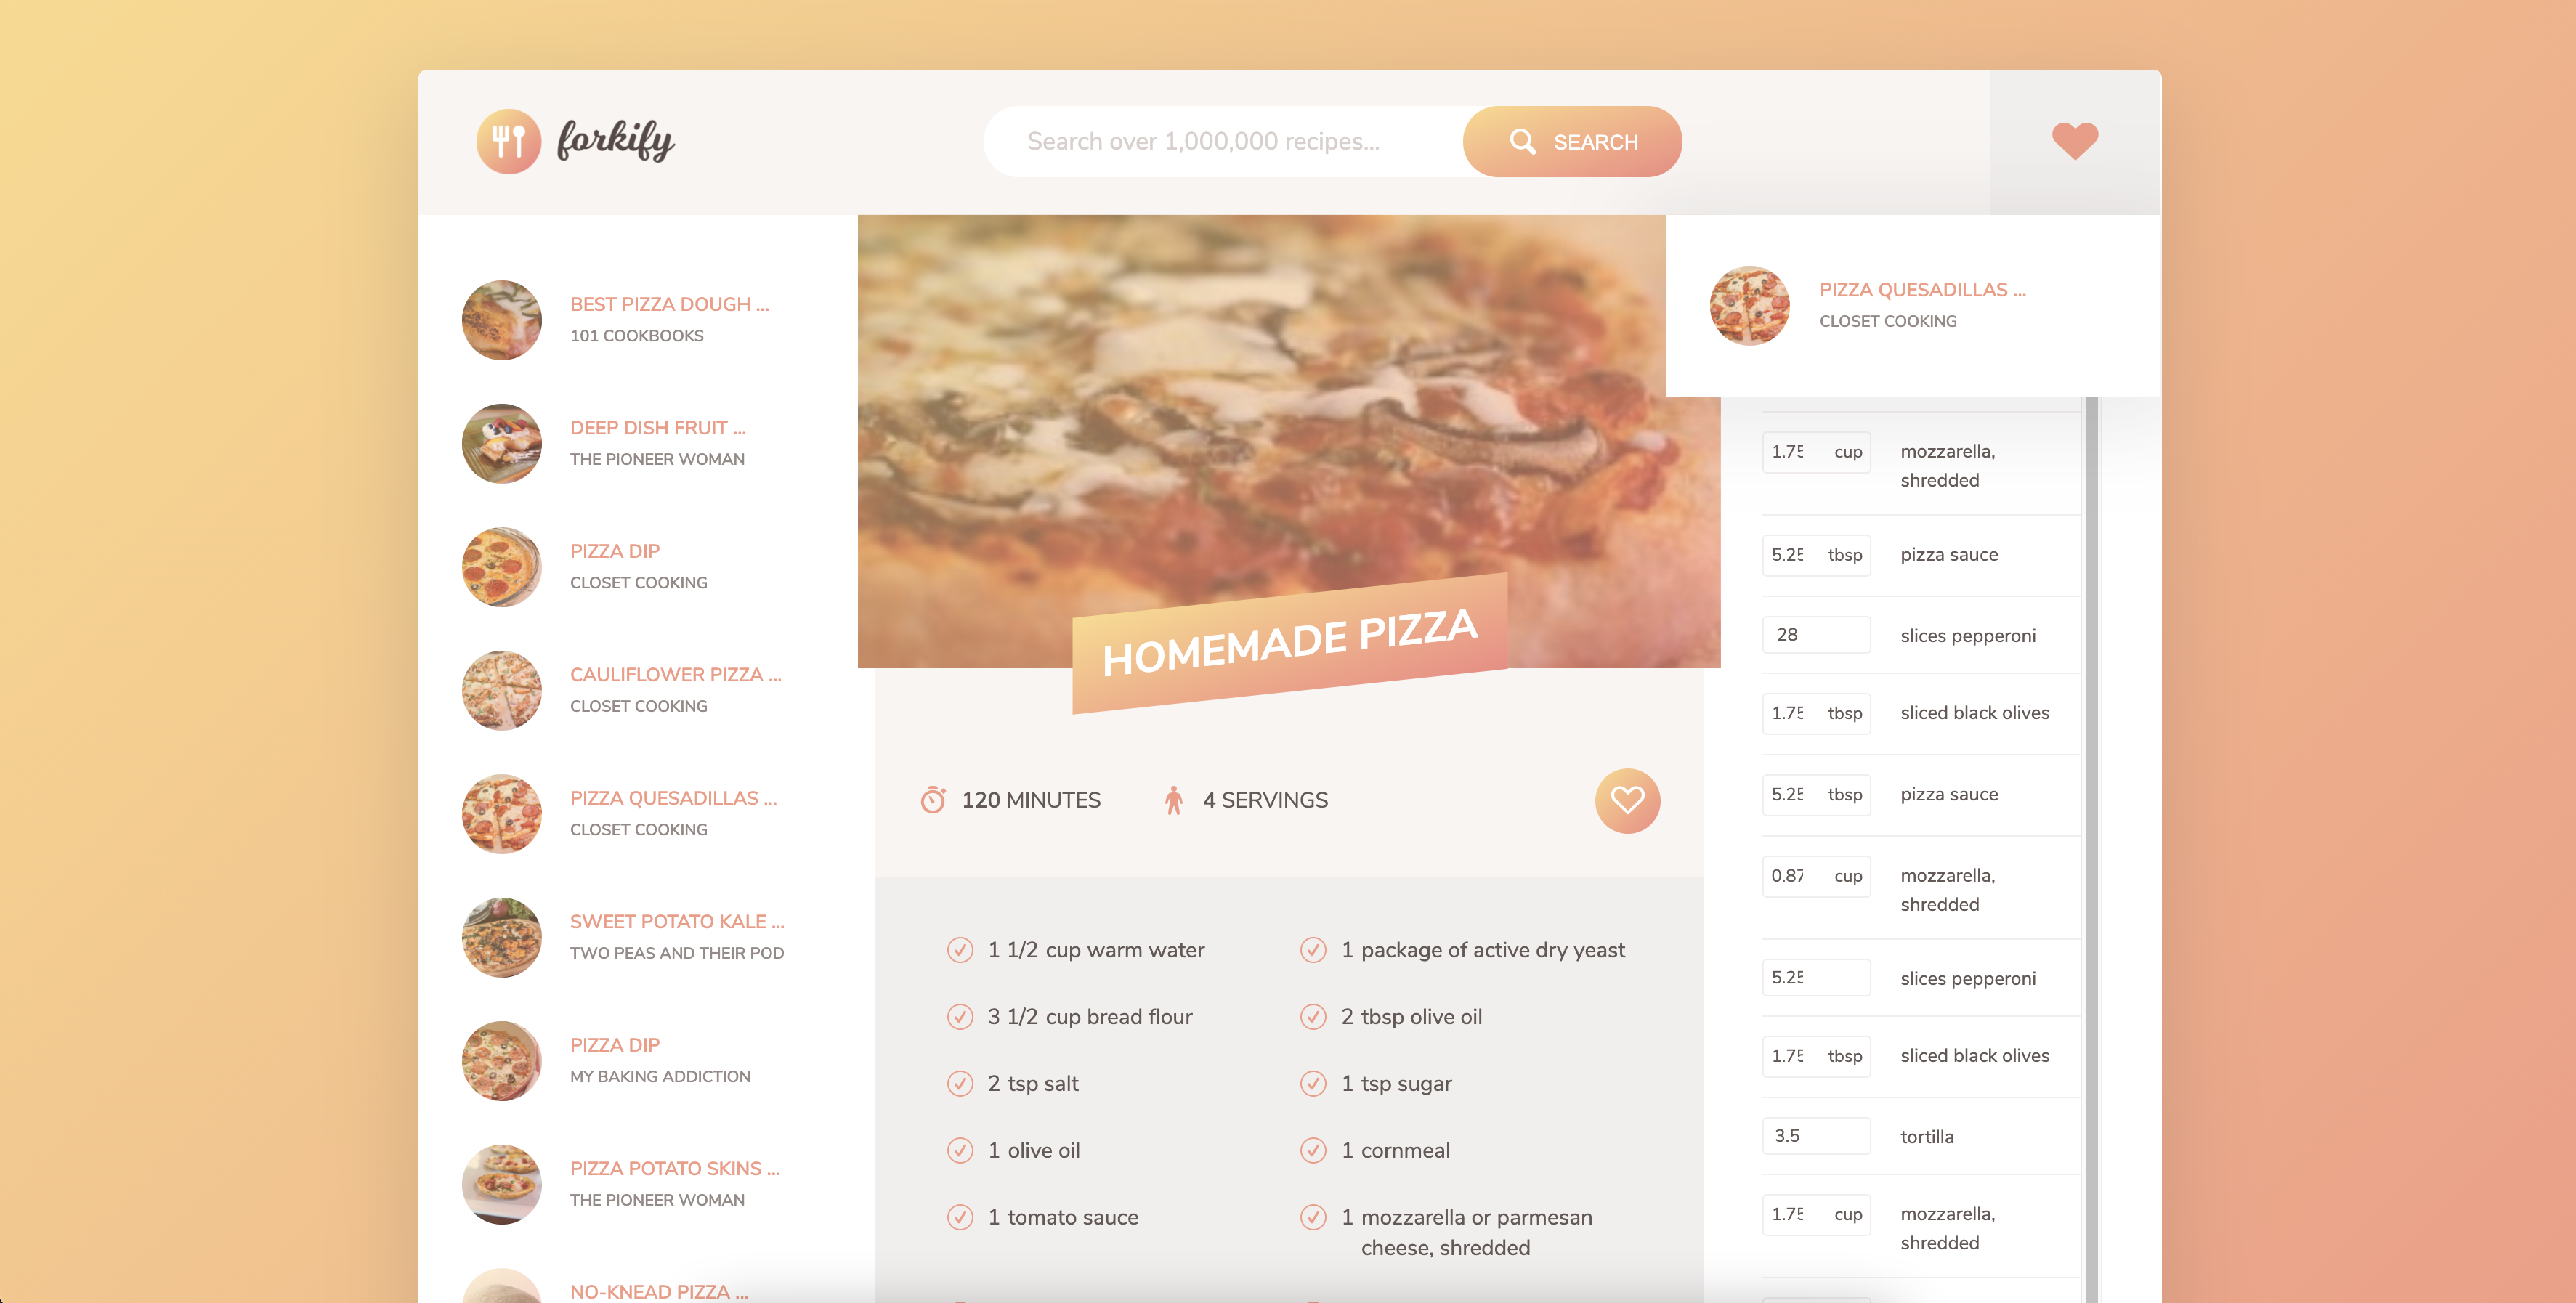 forkify
Search over 1,000,000 recipes...
SEARCH
BEST PIZZA DOUGH ...
101 COOKBOOKS
DEEP DISH FRUIT ...
THE PIONEER WOMAN
PIZZA DIP
CLOSET COOKING
CAULIFLOWER PIZZA ...
CLOSET COOKING
PIZZA QUESADILLAS ...
CLOSET COOKING
SWEET POTATO KALE ...
TWO PEAS AND THEIR POD
PIZZA DIP
MY BAKING ADDICTION
PIZZA POTATO SKINS ...
THE PIONEER WOMAN
NO-KNEAD PIZZA ...
HOMEMADE PIZZA
120 MINUTES
4 SERVINGS
1 1/2 cup warm water
1 package of active dry yeast
3 1/2 cup bread flour
2 tbsp olive oil
2 tsp salt
1 tsp sugar
1 olive oil
1 cornmeal
1 tomato sauce
1 mozzarella or parmesan
cheese, shredded
PIZZA QUESADILLAS ...
CLOSET COOKING
1.75 cup mozzarella,
shredded
5.25 tbsp pizza sauce
28 slices pepperoni
1.75 tbsp sliced black olives
5.25 tbsp pizza sauce
0.87 cup mozzarella,
shredded
5.25 slices pepperoni
1.75 tbsp sliced black olives
3.5 tortilla
1.75 cup mozzarella,
shredded